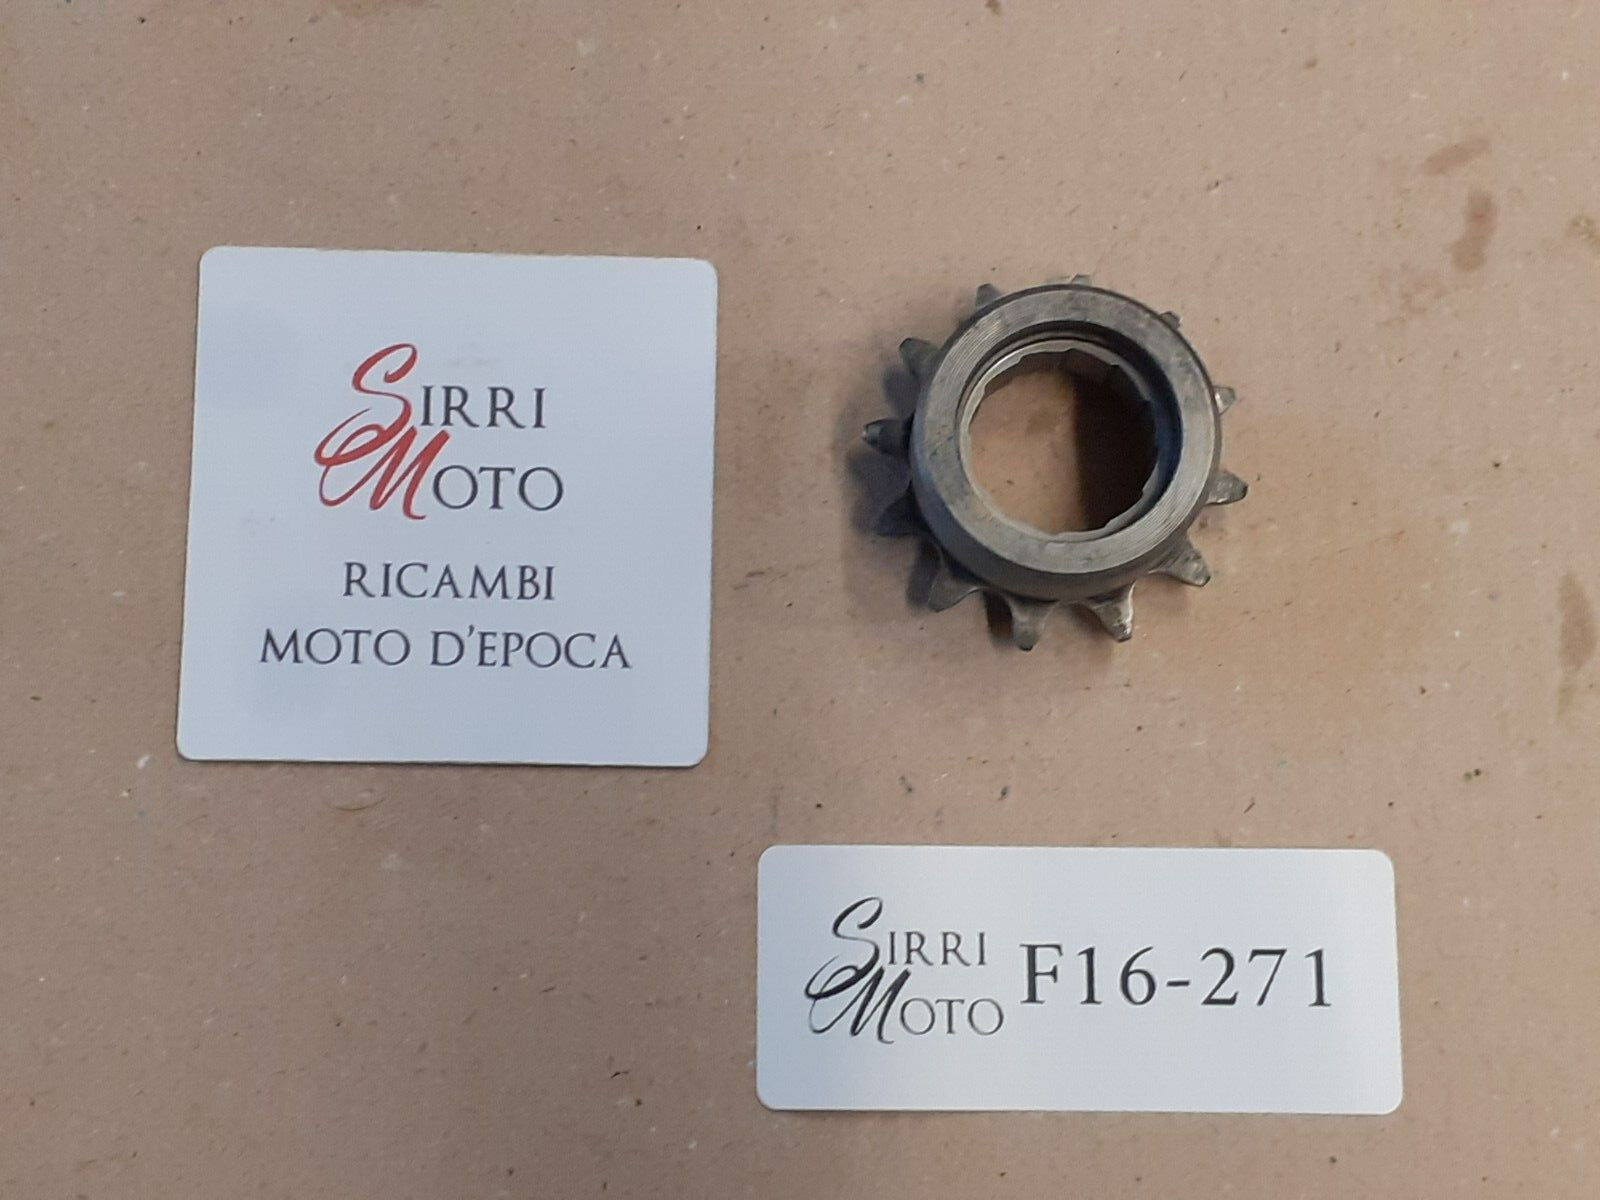 SIRRI
MOTO
RICAMBI
MOTO D'EPOCA
SIRRI
MOTO
F16-271